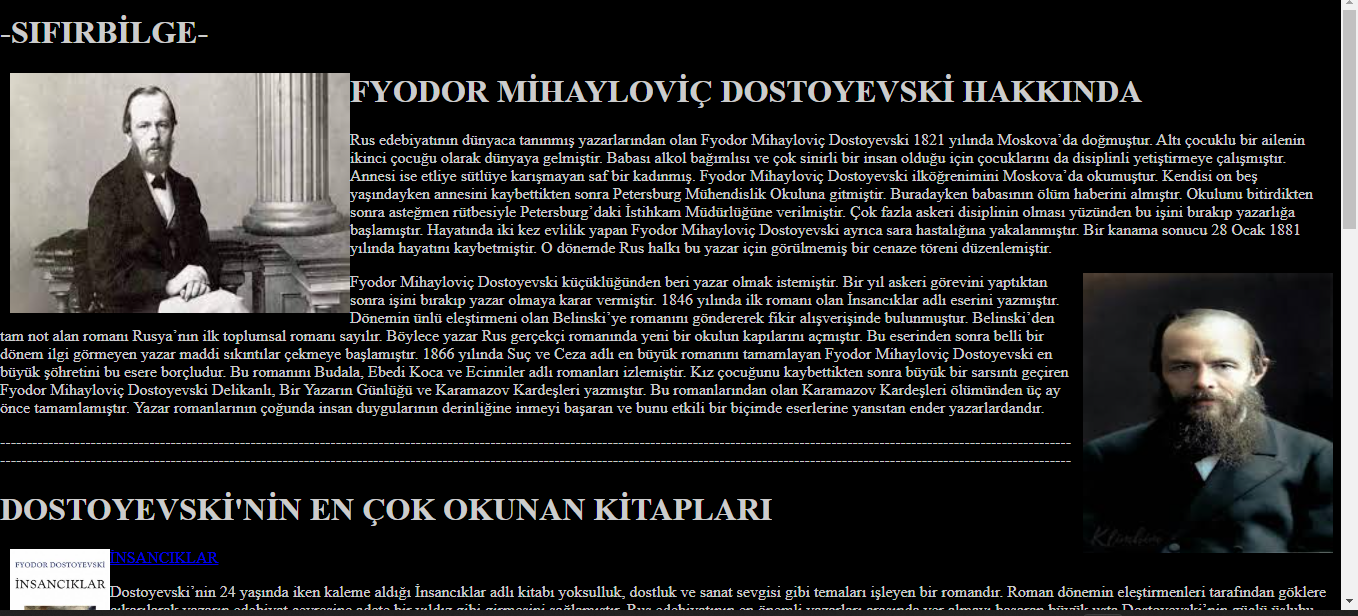 -SIFIRBİLGE-
FYODOR MİHAYLOVİÇ DOSTOYEVSKİ HAKKINDA
Rus edebiyatının dünyaca tanınmış yazarlarından olan Fyodor Mihayloviç Dostoyevski 1821 yılında Moskova’da doğmuştur. Altı çocuklu bir ailenin
ikinci çocuğu olarak dünyaya gelmiştir. Babası alkol bağımlısı ve çok sinirli bir insan olduğu için çocuklarını da disiplinli yetiştirmeye çalışmıştır.
Annesi ise etliye sütlüye karışmayan saf bir kadınmış. Fyodor Mihayloviç Dostoyevski ilköğrenimini Moskova’da okumuştur. Kendisi on beş
yaşındayken annesini kaybettikten sonra Petersburg Mühendislik Okuluna gitmiştir. Buradayken babasının ölüm haberini almıştır. Okulunu bitirdikten
sonra asteğmen rütbesiyle Petersburg’daki İstihkam Müdürlüğüne verilmiştir. Çok fazla askeri disiplinin olması yüzünden bu işini bırakıp yazarlığa
başlamıştır. Hayatında iki kez evlilik yapan Fyodor Mihayloviç Dostoyevski ayrıca sara hastalığına yakalanmıştır. Bir kanama sonucu 28 Ocak 1881
yılında hayatını kaybetmiştir. O dönemde Rus halkı bu yazar için görülmemiş bir cenaze töreni düzenlemiştir.
Fyodor Mihayloviç Dostoyevski küçüklüğünden beri yazar olmak istemiştir. Bir yıl askeri görevini yaptıktan
sonra işini bırakıp yazar olmaya karar vermiştir. 1846 yılında ilk romanı olan İnsancıklar adlı eserini yazmıştır.
Dönemin ünlü eleştirmeni olan Belinski’ye romanını göndererek fikir alışverişinde bulunmuştur. Belinski’den
tam not alan romanı Rusya’nın ilk toplumsal romanı sayılır. Böylece yazar Rus gerçekçi romanında yeni bir okulun kapılarını açmıştır. Bu eserinden sonra belli bir
dönem ilgi görmeyen yazar maddi sıkıntılar çekmeye başlamıştır. 1866 yılında Suç ve Ceza adlı en büyük romanını tamamlayan Fyodor Mihayloviç Dostoyevski en
büyük şöhretini bu esere borçludur. Bu romanını Budala, Ebedi Koca ve Ecinniler adlı romanları izlemiştir. Kız çocuğunu kaybettikten sonra büyük bir sarsıntı geçiren
Fyodor Mihayloviç Dostoyevski Delikanlı, Bir Yazarın Günlüğü ve Karamazov Kardeşleri yazmıştır. Bu romanlarından olan Karamazov Kardeşleri ölümünden üç ay
önce tamamlamıştır. Yazar romanlarının çoğunda insan duygularının derinliğine inmeyi başaran ve bunu etkili bir biçimde eserlerine yansıtan ender yazarlardandır.
DOSTOYEVSKİ'NİN EN ÇOK OKUNAN KİTAPLARI
FYODOR DOSTOYEVSKİ
İNSANCIKLAR
İNSANCIKLAR
Dostoyevski’nin 24 yaşında iken kaleme aldığı İnsancıklar adlı kitabı yoksulluk, dostluk ve sanat sevgisi gibi temaları işleyen bir romandır. Roman dönemin eleştirmenleri tarafından göklere